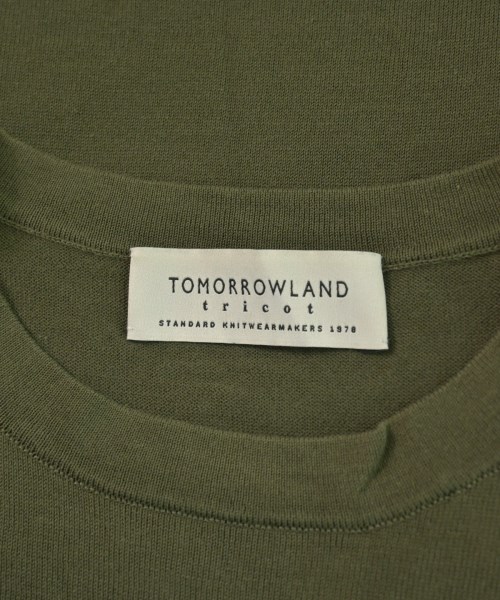 TOMORROWLAND
tricot
STANDARD KNITWEARMAKERS 1978